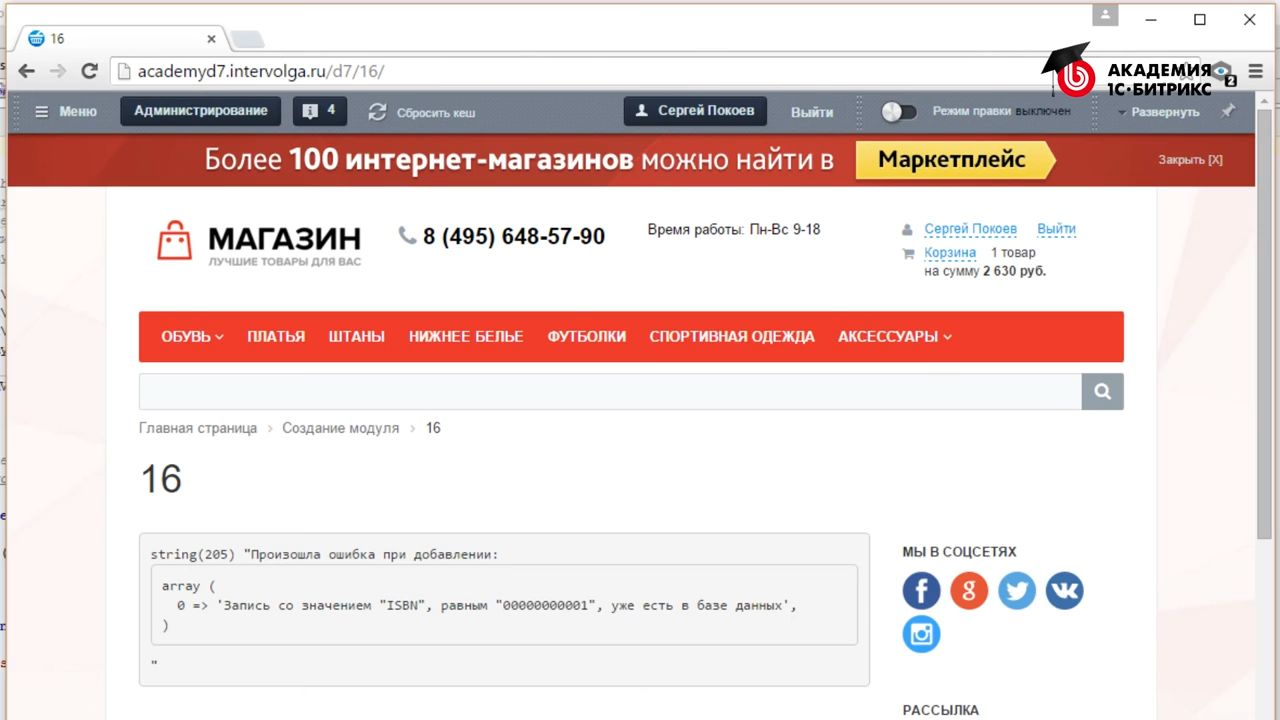 16
academyd7.intervolga.ru/d7/16/
АКАДЕМИЯ
1С·БИТРИКС
2
Меню
Администрирование
4
Сбросить кеш
Сергей Покоев
Выйти
Режим правки выключен
Развернуть
Более 100 интернет-магазинов можно найти в
Маркетплейс
Закрыть [X]
МАГАЗИН
ЛУЧШИЕ ТОВАРЫ ДЛЯ ВАС
8 (495) 648-57-90
Время работы: Пн-Вс 9-18
Сергей Покоев Выйти
Корзина 1 товар
на сумму 2 630 руб.
ОБУВЬ ПЛАТЬЯ ШТАНЫ НИЖНЕЕ БЕЛЬЕ ФУТБОЛКИ СПОРТИВНАЯ ОДЕЖДА АКСЕССУАРЫ
Главная страница > Создание модуля > 16
16
string(205) "Произошла ошибка при добавлении:
array (
0 => 'Запись со значением "ISBN", равным "00000000001", уже есть в базе данных',
)
"
МЫ В СОЦСЕТЯХ
РАССЫЛКА